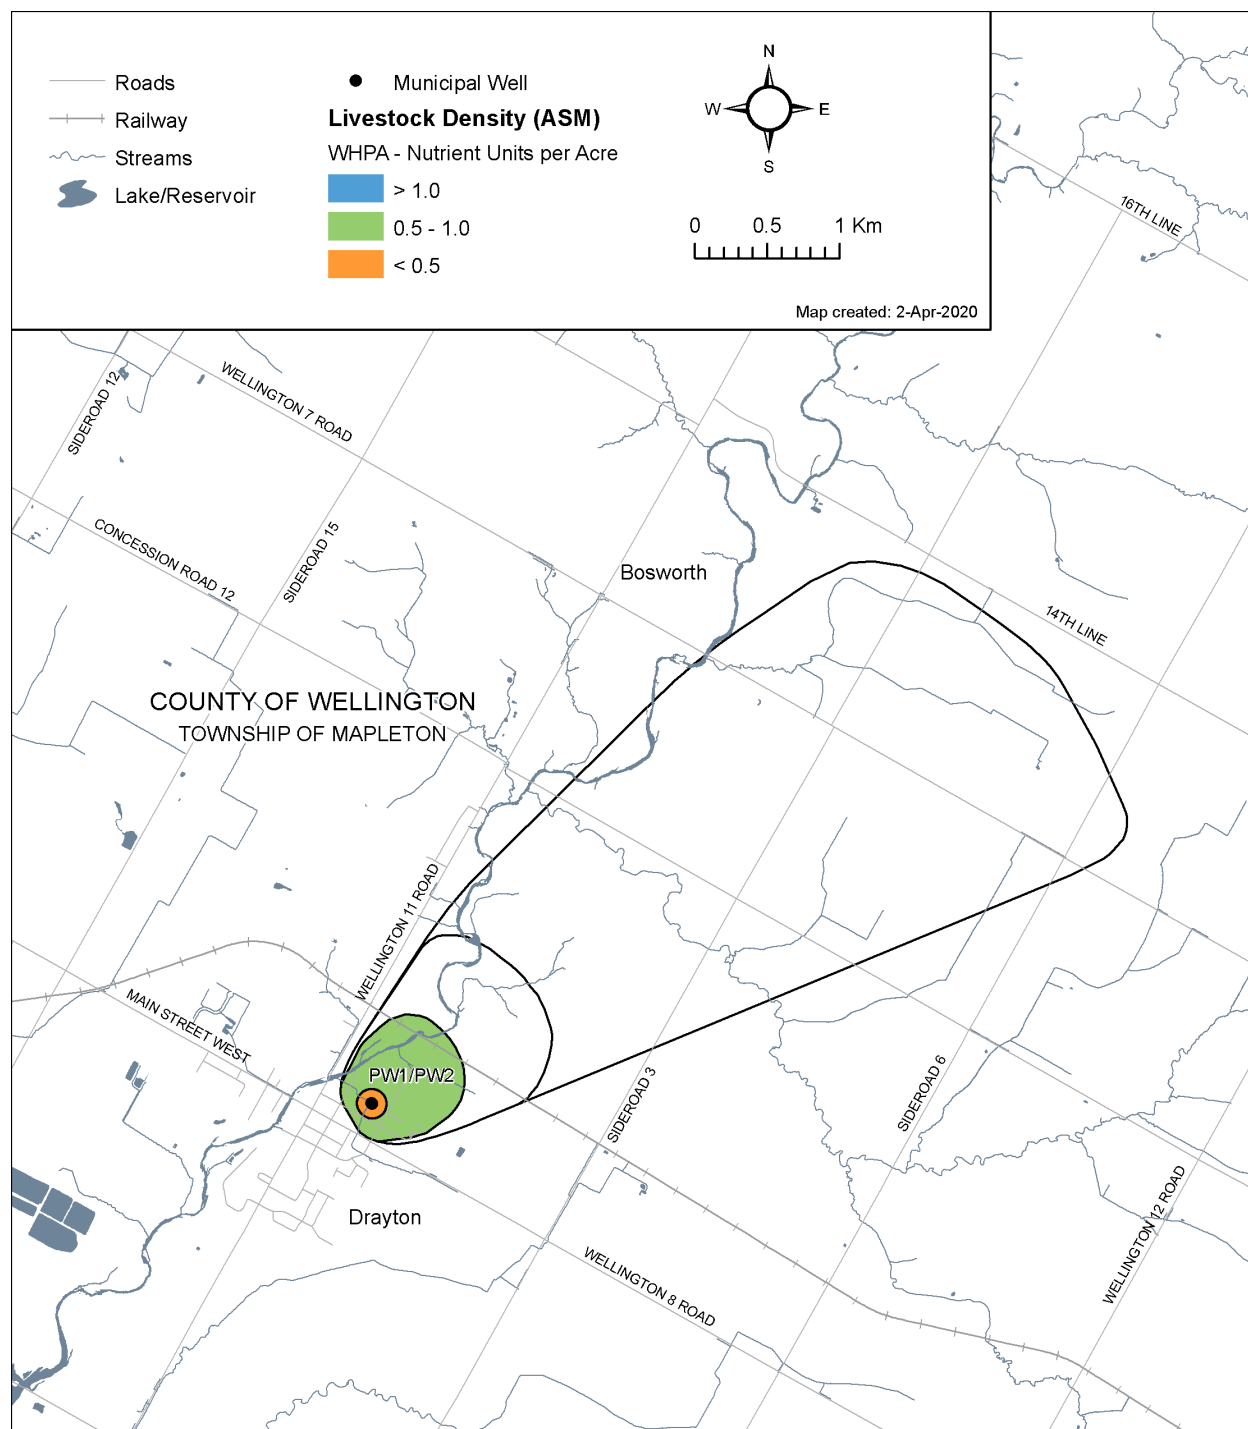 Roads
Railway
Streams
Lake/Reservoir
Municipal Well
Livestock Density (ASM)
WHPA - Nutrient Units per Acre
> 1.0
0.5 - 1.0
< 0.5
N
W E
S
0 0.5 1 Km
Map created: 2-Apr-2020
16TH LINE
SIDEROAD 12
WELLINGTON 7 ROAD
CONCESSION ROAD 12
SIDEROAD 15
Bosworth
14TH LINE
COUNTY OF WELLINGTON
TOWNSHIP OF MAPLETON
WELLINGTON 11 ROAD
MAIN STREET WEST
PW1/PW2
SIDEROAD 3
SIDEROAD 6
Drayton
WELLINGTON 8 ROAD
WELLINGTON 12 ROAD